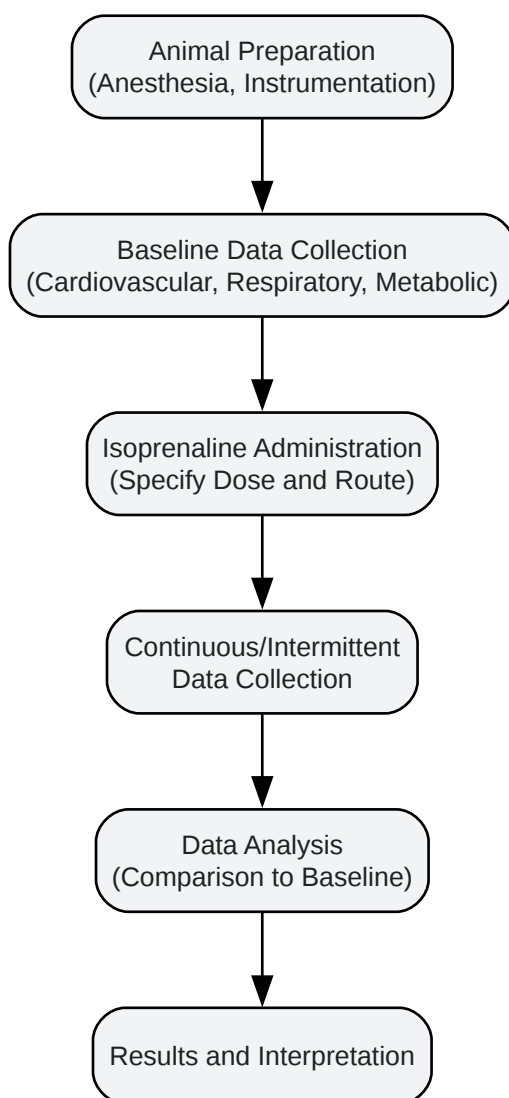 Animal Preparation
(Anesthesia, Instrumentation)
Baseline Data Collection
(Cardiovascular, Respiratory, Metabolic)
Isoprenaline Administration
(Specify Dose and Route)
Continuous/Intermittent
Data Collection
Data Analysis
(Comparison to Baseline)
Results and Interpretation